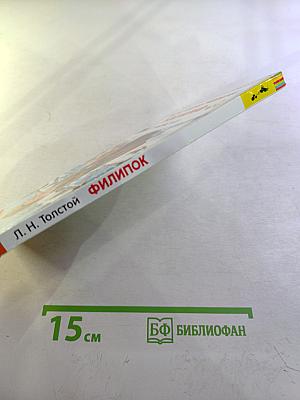 Л. Н. Толстой ФИЛИПОК
15 см
БФ БИБЛИОФАН